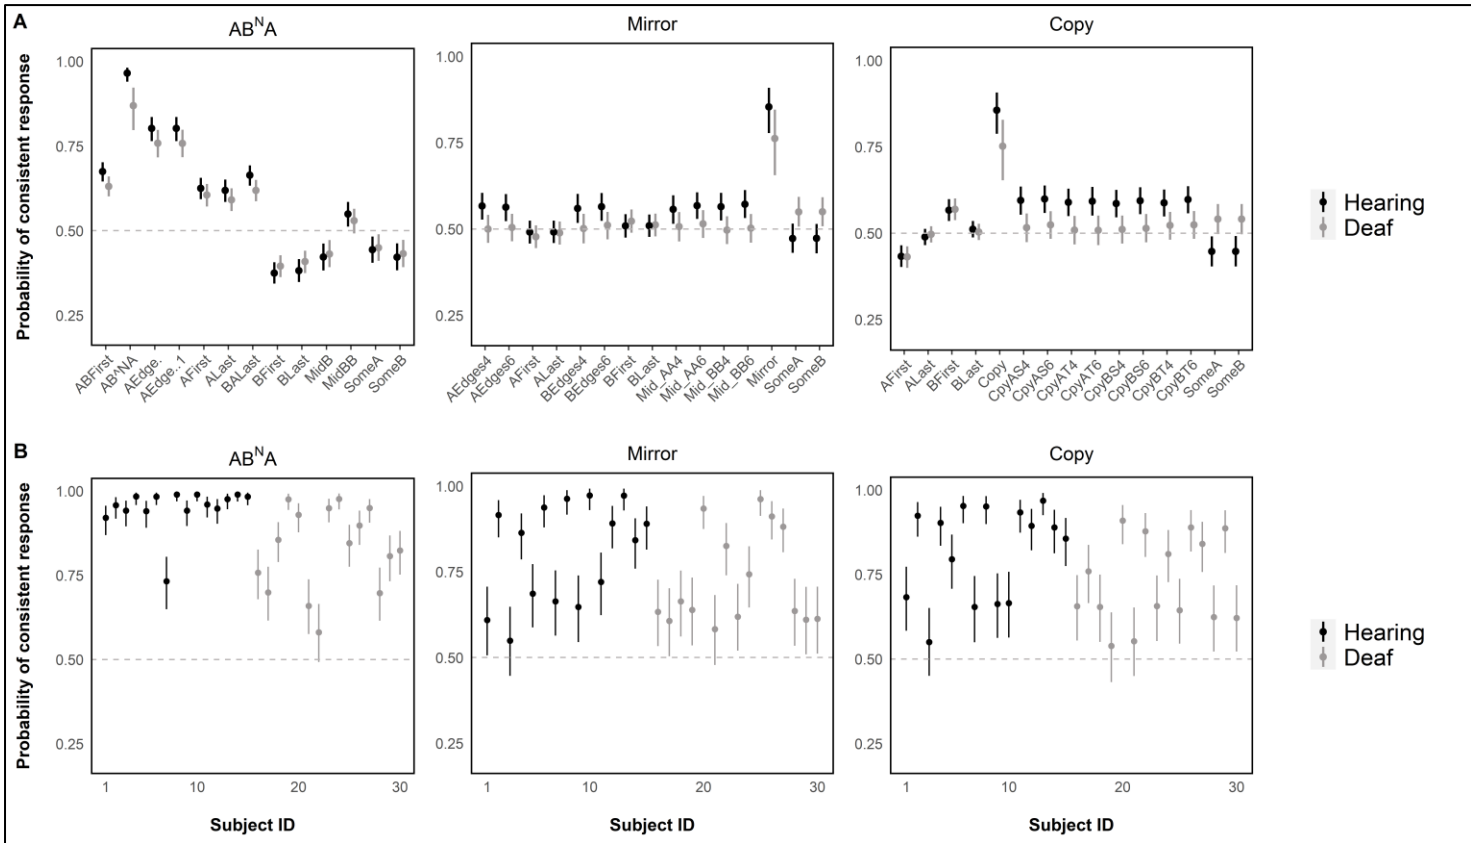 A
AB^NA
Mirror
Copy
Probability of consistent response
1.00
0.75
0.50
0.25
1.00
0.75
0.50
0.25
1.00
0.75
0.50
0.25
ABFirst
AB^NA
AEdge.
AEdge..1
AFirst
ALast
BALast
BFirst
BLast
MidB
MidBB
SomeA
SomeB
AEdges4
AEdges6
AFirst
ALast
BEdges4
BEdges6
BFirst
BLast
Mid_AA4
Mid_AA6
Mid_BB4
Mid_BB6
Mirror
SomeA
SomeB
AFirst
ALast
BFirst
BLast
Copy
CpyAS4
CpyAS6
CpyAT4
CpyAT6
CpyBS4
CpyBS6
CpyBT4
CpyBT6
SomeA
SomeB
Hearing
Deaf
B
AB^NA
Mirror
Copy
Probability of consistent response
1.00
0.75
0.50
0.25
1.00
0.75
0.50
0.25
1.00
0.75
0.50
0.25
1 10 20 30
1 10 20 30
1 10 20 30
Subject ID
Subject ID
Subject ID
Hearing
Deaf